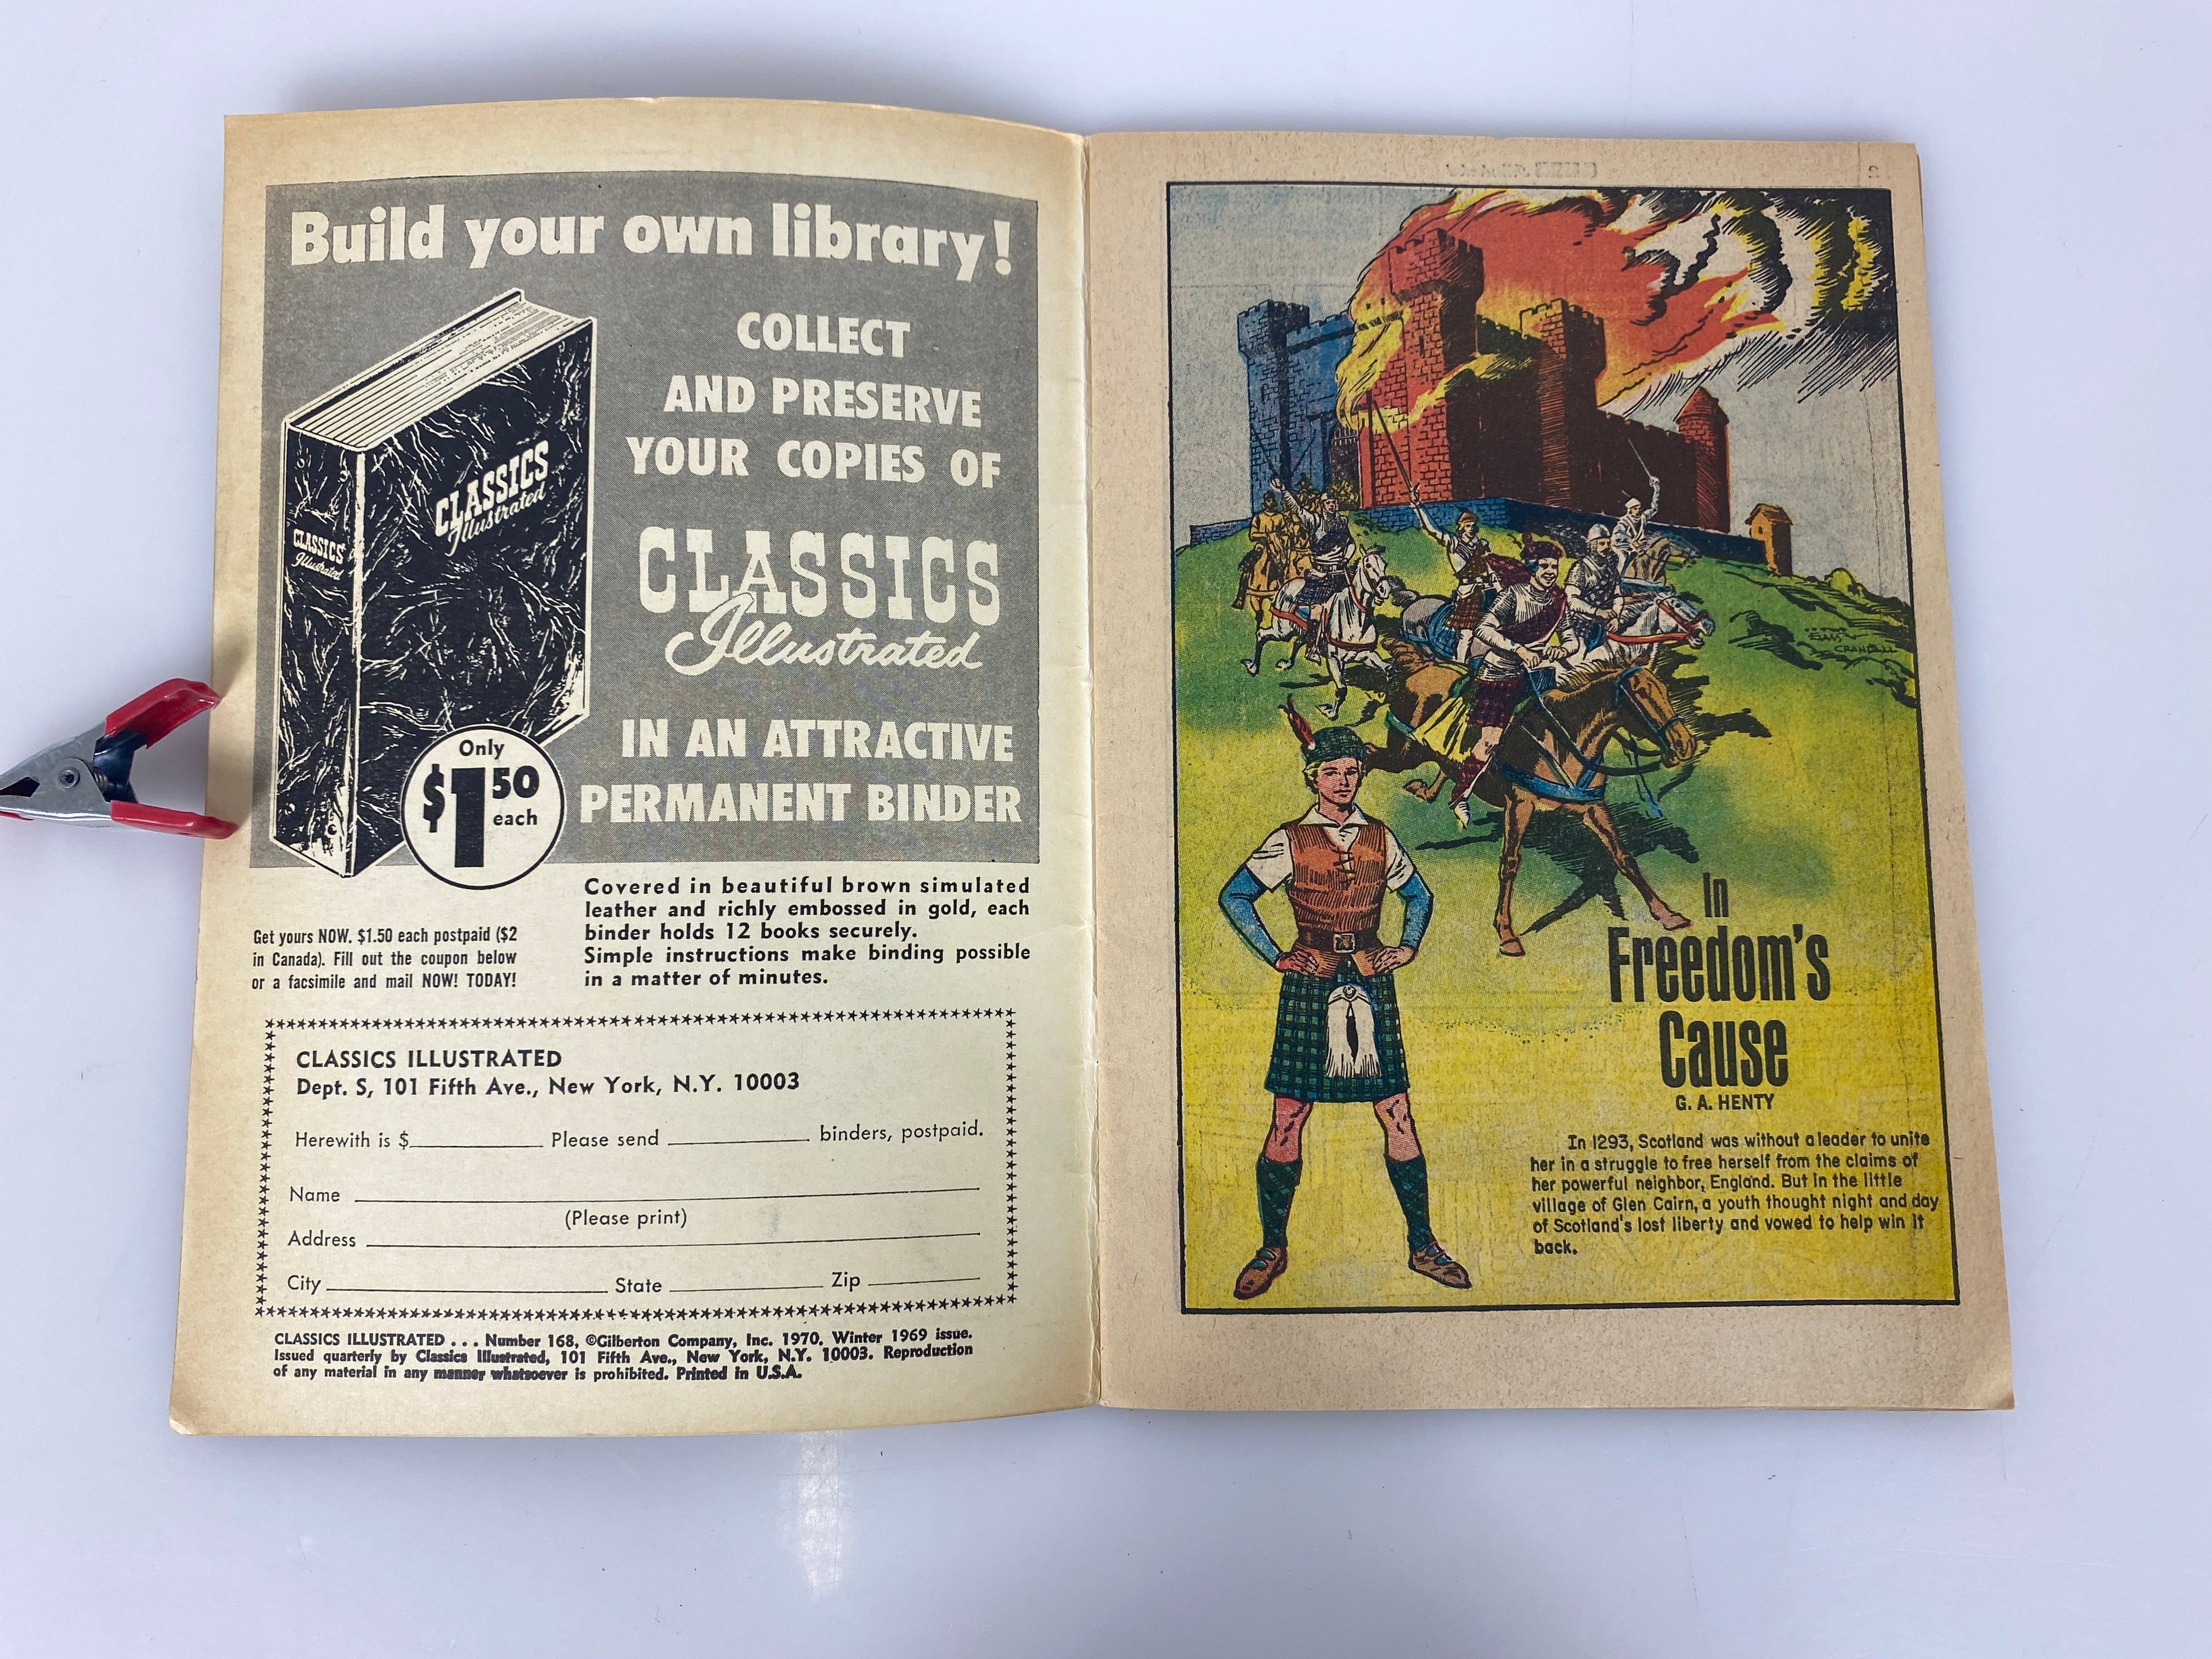 Build your own library!
COLLECT
AND PRESERVE
YOUR COPIES OF
CLASSICS
Illustrated
IN AN ATTRACTIVE
PERMANENT BINDER
CLASSICS
Illustrated
CLASSICS
Illustrated
Only
$1.50
each
Covered in beautiful brown simulated
leather and richly embossed in gold, each
binder holds 12 books securely.
Simple instructions make binding possible
in a matter of minutes.
Get yours NOW. $1.50 each postpaid ($2
in Canada). Fill out the coupon below
or a facsimile and mail NOW! TODAY!
CLASSICS ILLUSTRATED
Dept. S, 101 Fifth Ave., New York, N.Y. 10003
Herewith is $ Please send binders, postpaid.
Name
(Please print)
Address
City State Zip
CLASSICS ILLUSTRATED . . . Number 168, ©Gilberton Company, Inc. 1970. Winter 1969 issue.
Issued quarterly by Classics Illustrated, 101 Fifth Ave., New York, N.Y. 10003. Reproduction
of any material in any manner whatsoever is prohibited. Printed in U.S.A.
CRANDALL
In
Freedom's
Cause
G. A. HENTY
In 1293, Scotland was without a leader to unite
her in a struggle to free herself from the claims of
her powerful neighbor, England. But in the little
village of Glen Cairn, a youth thought night and day
of Scotland's lost liberty and vowed to help win it
back.